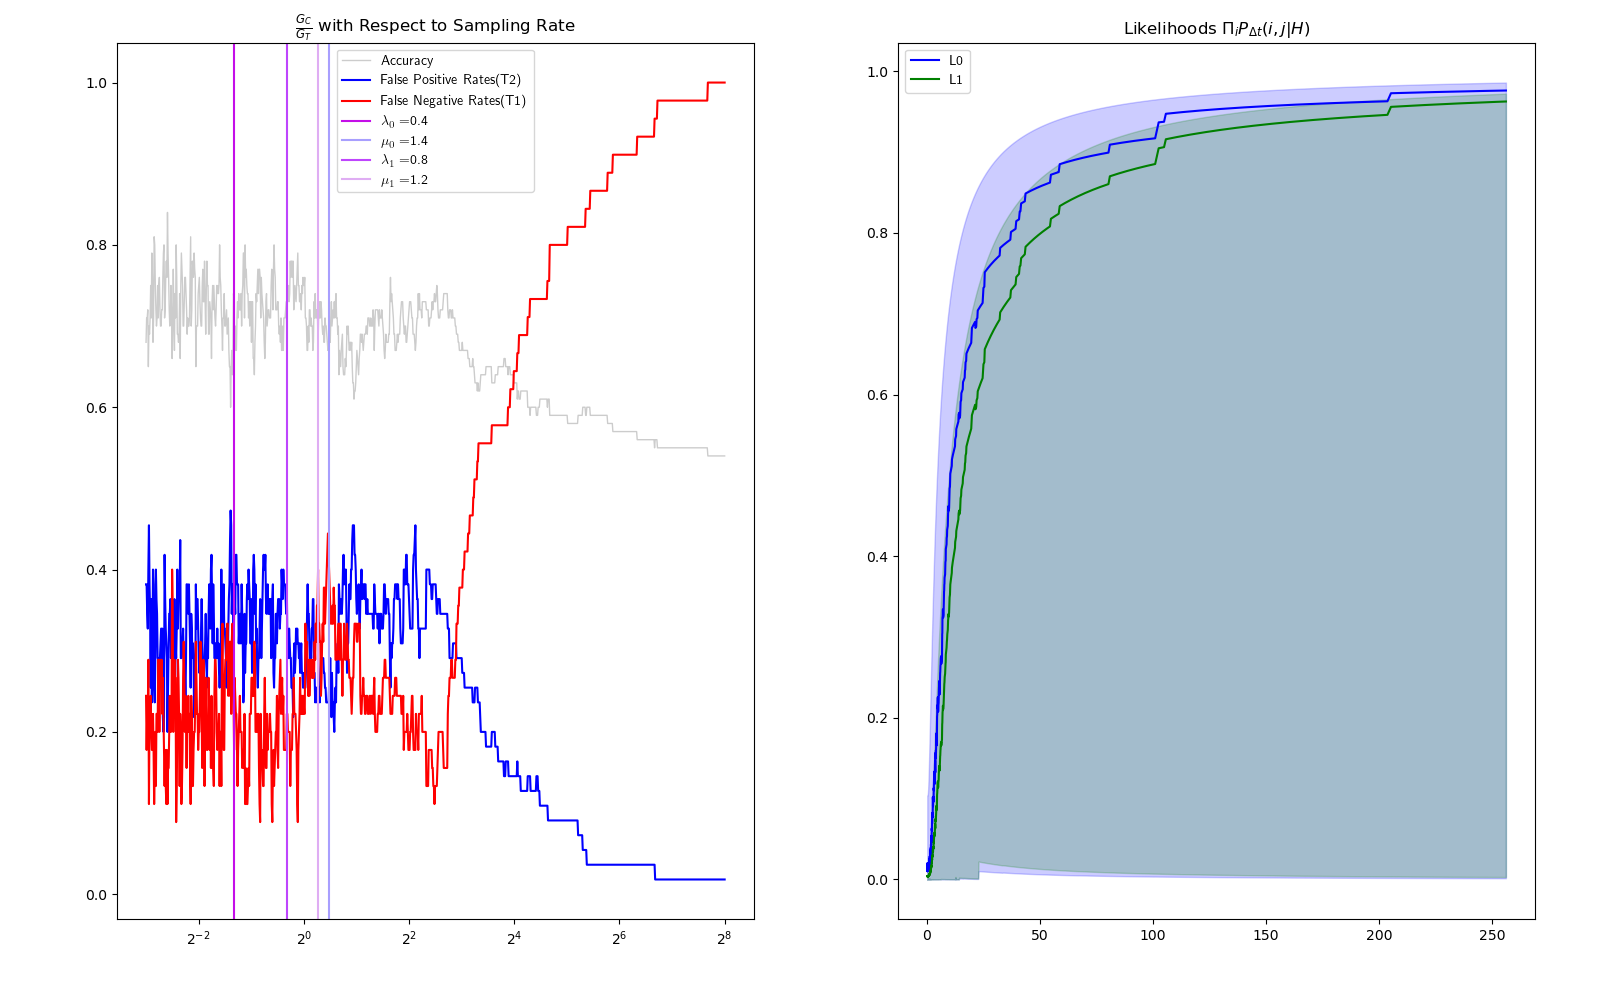 G_C/G_T with Respect to Sampling Rate
1.0
0.8
0.6
0.4
0.2
0.0
2^-2
2^0
2^2
2^4
2^6
2^8
Accuracy
False Positive Rates(T2)
False Negative Rates(T1)
λ_0 =0.4
μ_0 =1.4
λ_1 =0.8
μ_1 =1.2
Likelihoods Π_i P_Δt(i, j|H)
1.0
0.8
0.6
0.4
0.2
0.0
0
50
100
150
200
250
L0
L1